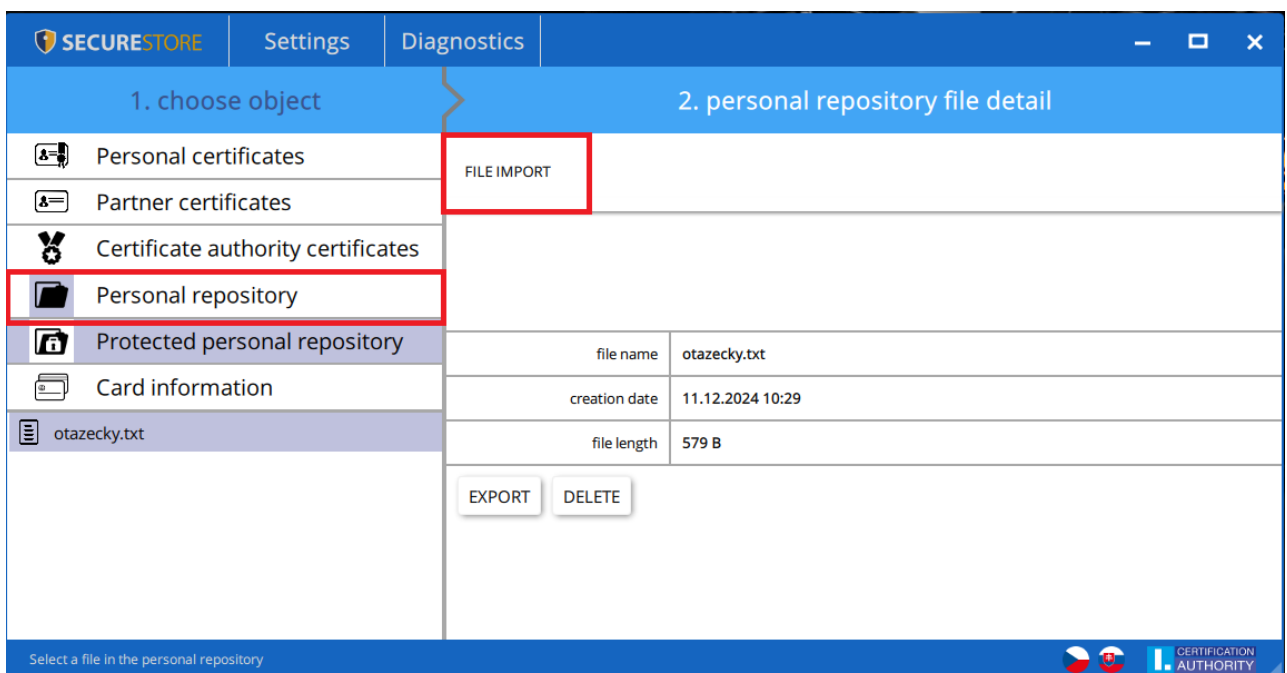 SECURESTORE Settings Diagnostics
1. choose object
2. personal repository file detail
Personal certificates
Partner certificates
Certificate authority certificates
Personal repository
Protected personal repository
Card information
otazecky.txt
FILE IMPORT
file name otazecky.txt
creation date 11.12.2024 10:29
file length 579 B
EXPORT DELETE
Select a file in the personal repository
I. CERTIFICATION
AUTHORITY